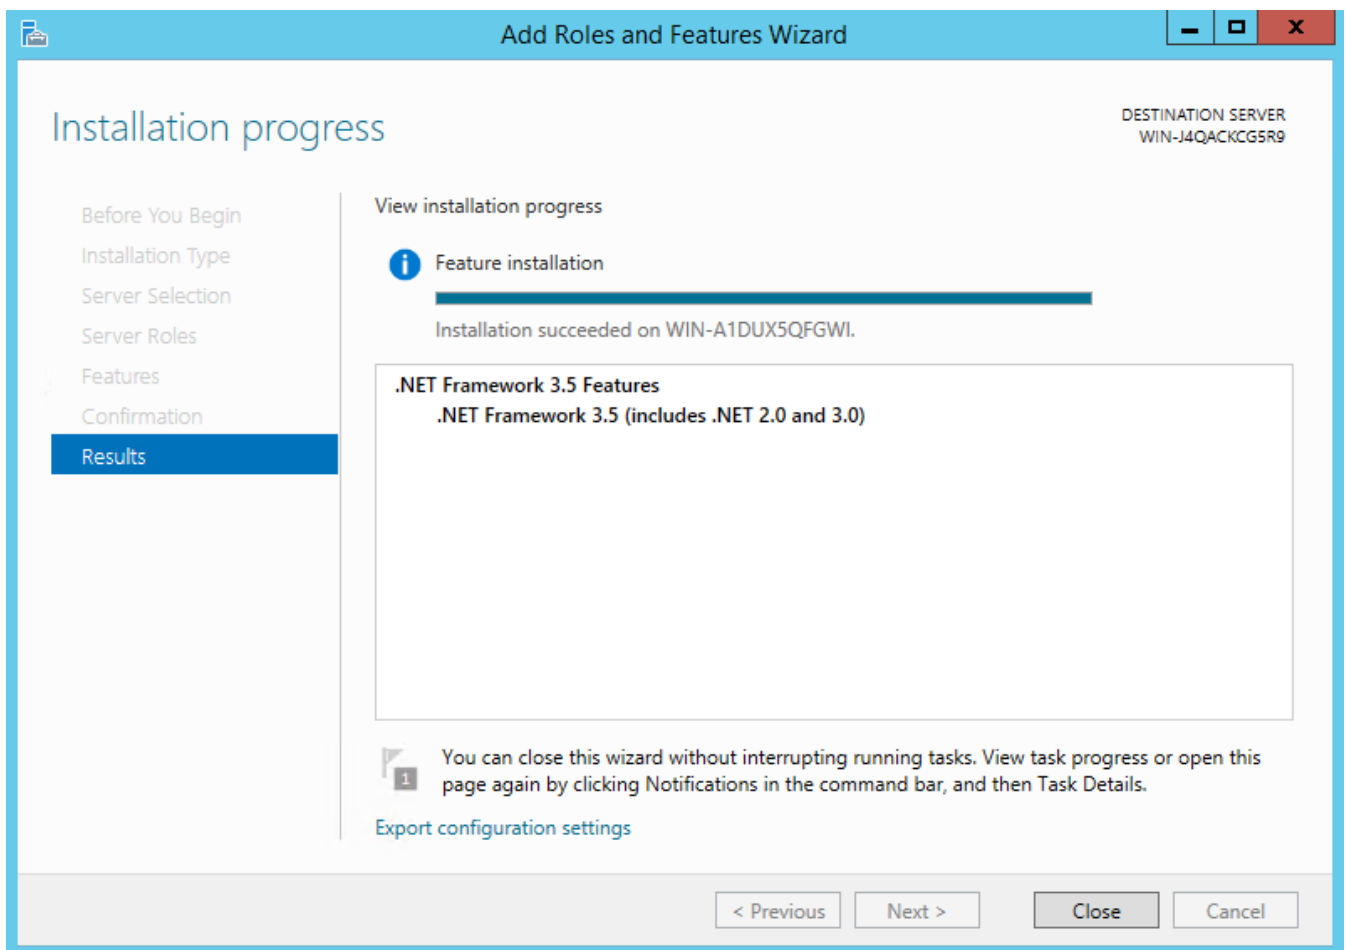 Add Roles and Features Wizard
Installation progress
DESTINATION SERVER
WIN-J4QACKCG5R9
Before You Begin
Installation Type
Server Selection
Server Roles
Features
Confirmation
Results
View installation progress
Feature installation
Installation succeeded on WIN-A1DUX5QFGWI.
.NET Framework 3.5 Features
.NET Framework 3.5 (includes .NET 2.0 and 3.0)
1
You can close this wizard without interrupting running tasks. View task progress or open this
page again by clicking Notifications in the command bar, and then Task Details.
Export configuration settings
< Previous
Next >
Close
Cancel